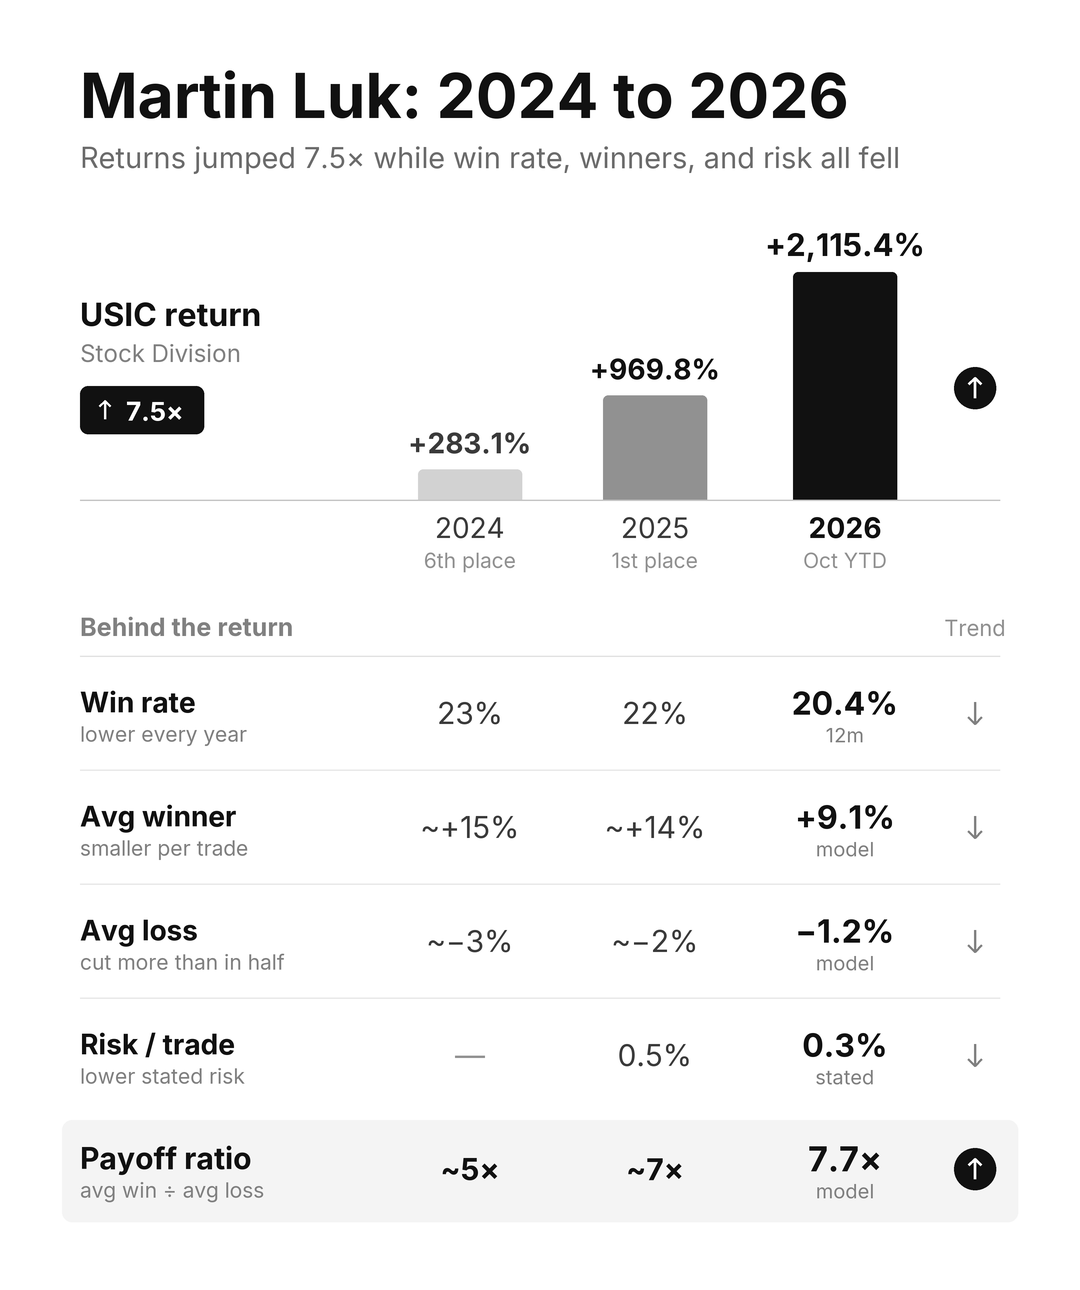 Martin Luk: 2024 to 2026
Returns jumped 7.5× while win rate, winners, and risk all fell
USIC return
Stock Division
↑ 7.5×
+283.1%
+969.8%
+2,115.4%
↑
2024
2025
2026
6th place
1st place
Oct YTD
Behind the return
Trend
Win rate
lower every year
23%
22%
20.4%
12m
↓
Avg winner
smaller per trade
~+15%
~+14%
+9.1%
model
↓
Avg loss
cut more than in half
~−3%
~−2%
−1.2%
model
↓
Risk / trade
lower stated risk
—
0.5%
0.3%
stated
↓
Payoff ratio
avg win ÷ avg loss
~5×
~7×
7.7×
model
↑